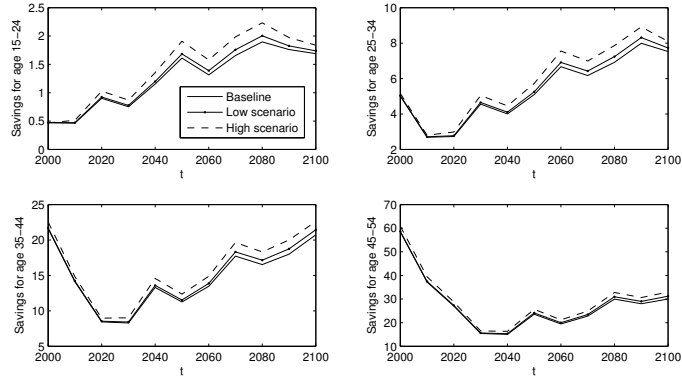 2.5
2
1.5
1
0.5
0
Savings for age 15−24
2000 2020 2040 2060 2080 2100
t
Baseline
Low scenario
High scenario
10
8
6
4
2
Savings for age 25−34
2000 2020 2040 2060 2080 2100
t
25
20
15
10
5
Savings for age 35−44
2000 2020 2040 2060 2080 2100
t
70
60
50
40
30
20
10
Savings for age 45−54
2000 2020 2040 2060 2080 2100
t